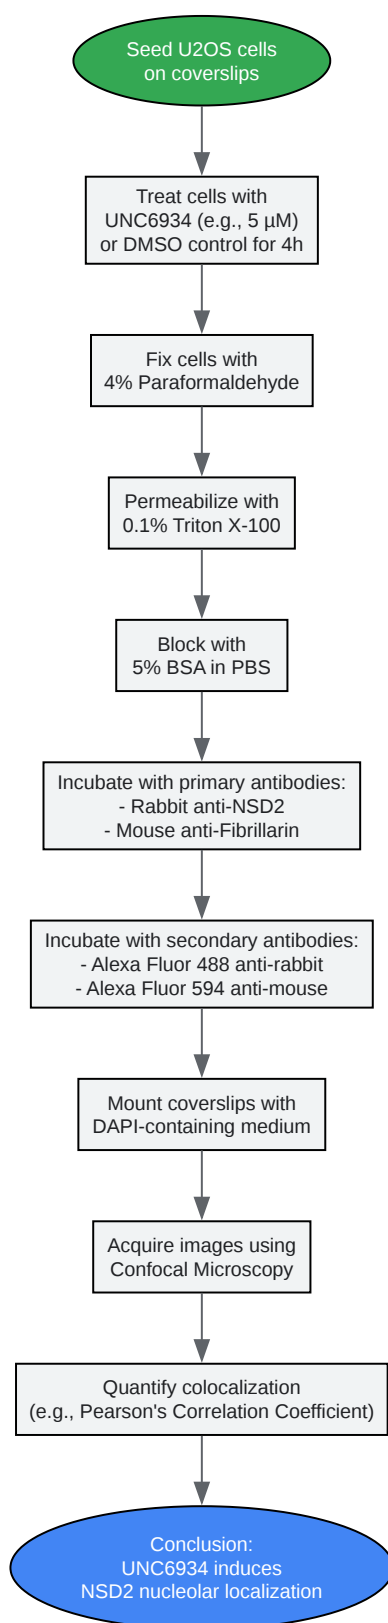 Seed U2OS cells
on coverslips
Treat cells with
UNC6934 (e.g., 5 µM)
or DMSO control for 4h
Fix cells with
4% Paraformaldehyde
Permeabilize with
0.1% Triton X-100
Block with
5% BSA in PBS
Incubate with primary antibodies:
- Rabbit anti-NSD2
- Mouse anti-Fibrillarin
Incubate with secondary antibodies:
- Alexa Fluor 488 anti-rabbit
- Alexa Fluor 594 anti-mouse
Mount coverslips with
DAPI-containing medium
Acquire images using
Confocal Microscopy
Quantify colocalization
(e.g., Pearson's Correlation Coefficient)
Conclusion:
UNC6934 induces
NSD2 nucleolar localization